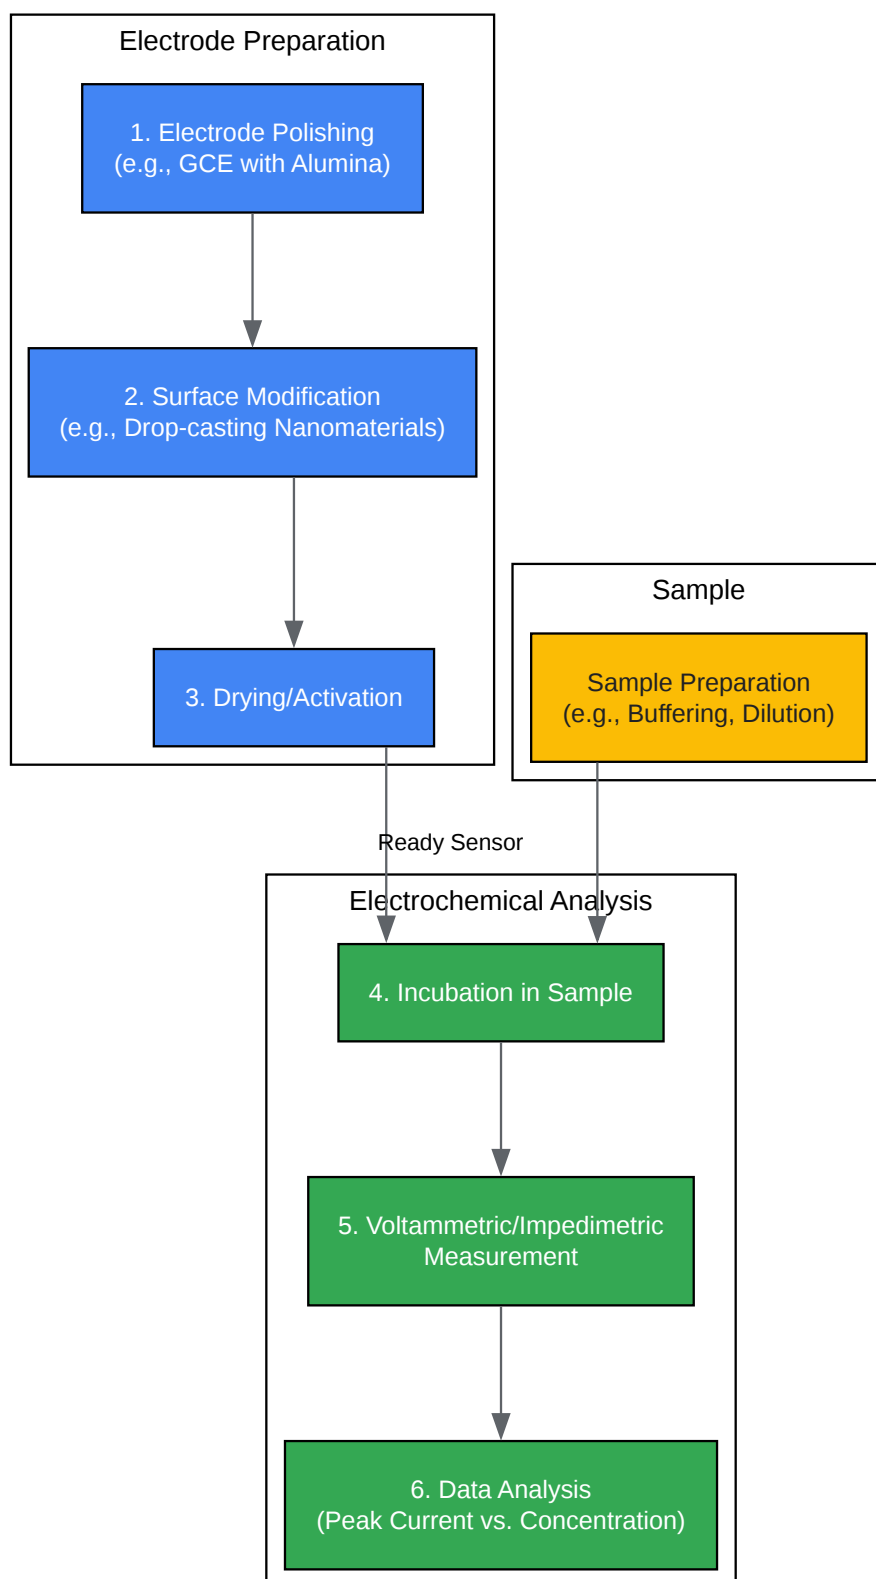 Electrode Preparation
1. Electrode Polishing
(e.g., GCE with Alumina)
2. Surface Modification
(e.g., Drop-casting Nanomaterials)
3. Drying/Activation
Sample
Sample Preparation
(e.g., Buffering, Dilution)
Ready Sensor
Electrochemical Analysis
4. Incubation in Sample
5. Voltammetric/Impedimetric
Measurement
6. Data Analysis
(Peak Current vs. Concentration)